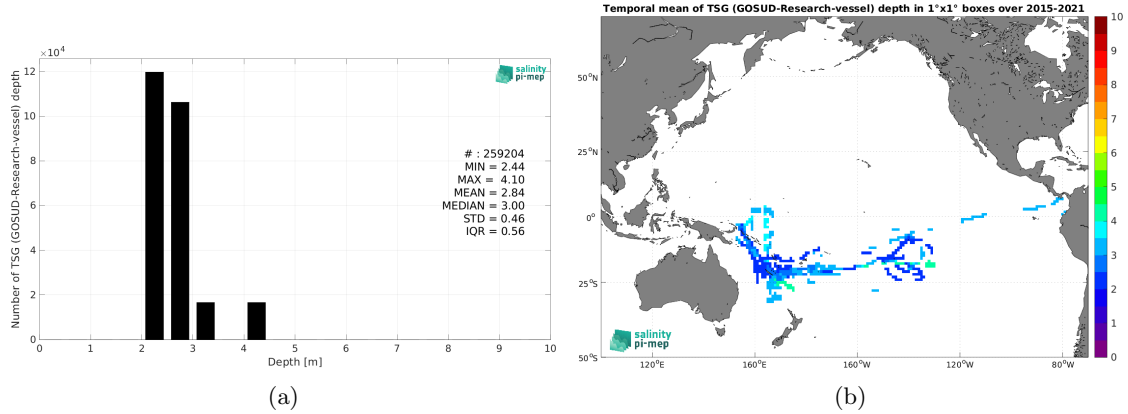 ×10⁴
12
10
8
6
4
2
0
Number of TSG (GOSUD-Research-vessel) depth
0 1 2 3 4 5 6 7 8 9 10
Depth [m]
salinity
pi-mep
# : 259204
MIN = 2.44
MAX = 4.10
MEAN = 2.84
MEDIAN = 3.00
STD = 0.46
IQR = 0.56
(a)
Temporal mean of TSG (GOSUD-Research-vessel) depth in 1°x1° boxes over 2015-2021
50°N
25°N
0°
25°S
50°S
120°E 160°E 160°W 120°W 80°W
salinity
pi-mep
10
9
8
7
6
5
4
3
2
1
0
(b)